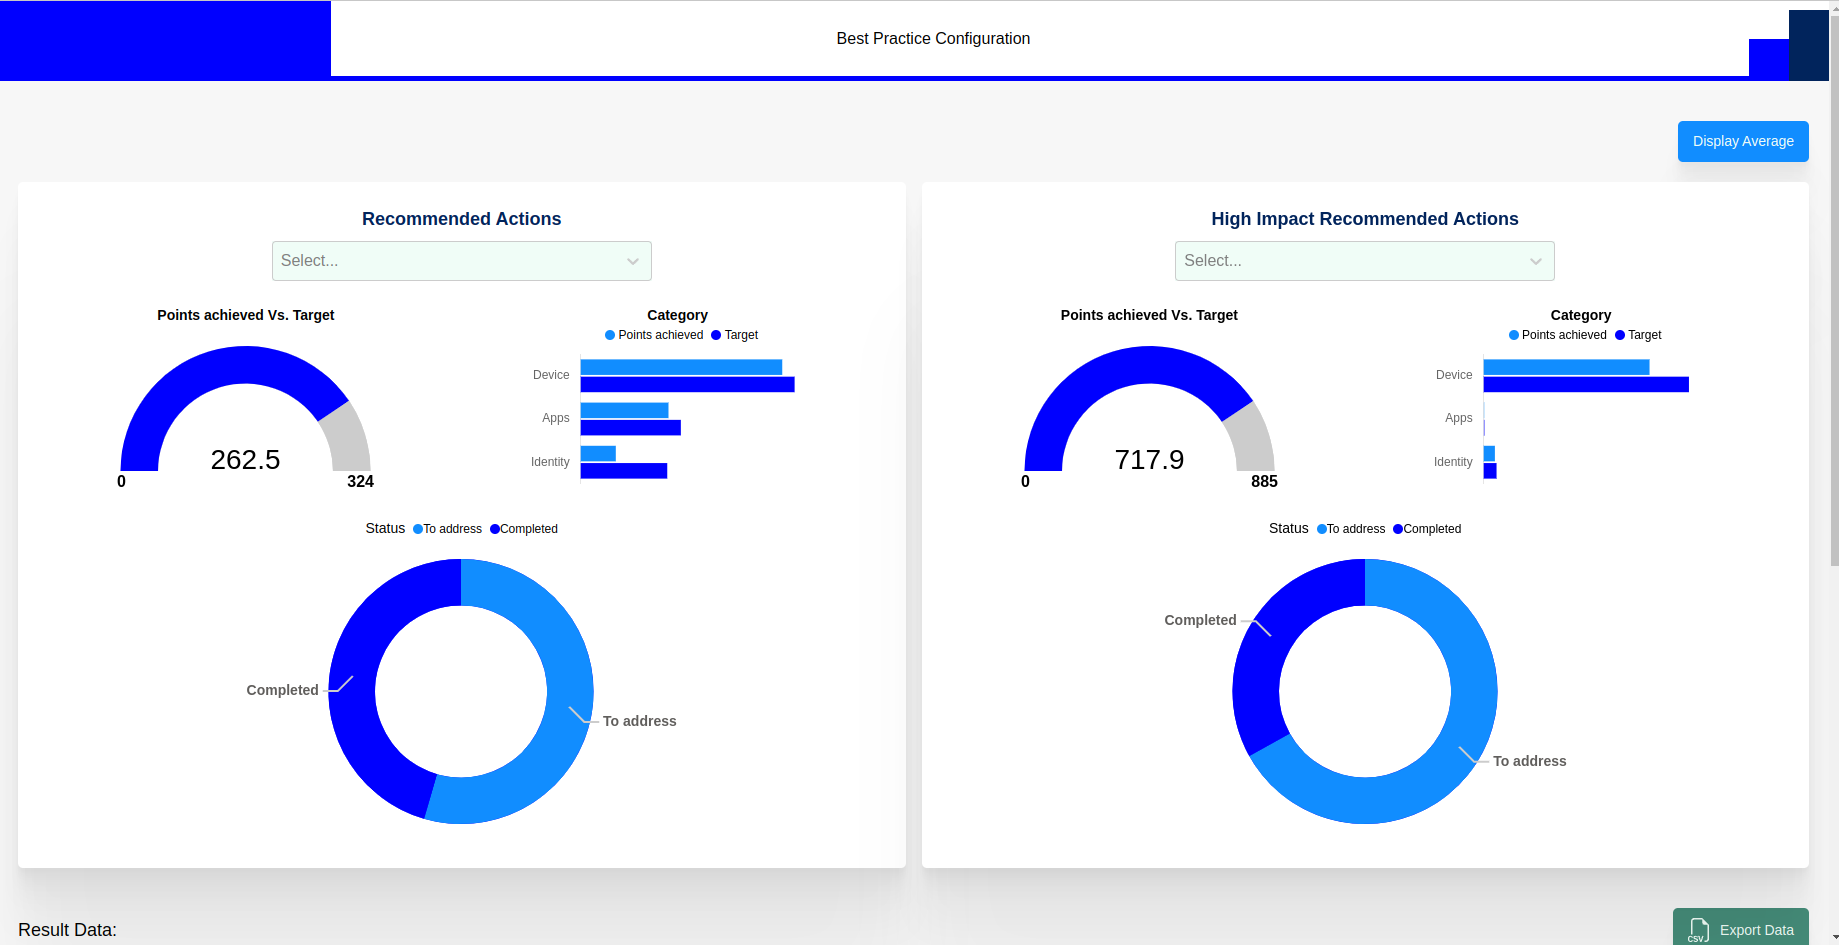 Best Practice Configuration
Display Average
Recommended Actions
Select...
Points achieved Vs. Target
262.5
0
324
Category
Points achieved
Target
Device
Apps
Identity
Status
To address
Completed
Completed
To address
High Impact Recommended Actions
Select...
Points achieved Vs. Target
717.9
0
885
Category
Points achieved
Target
Device
Apps
Identity
Status
To address
Completed
Completed
To address
Result Data:
CSV
Export Data